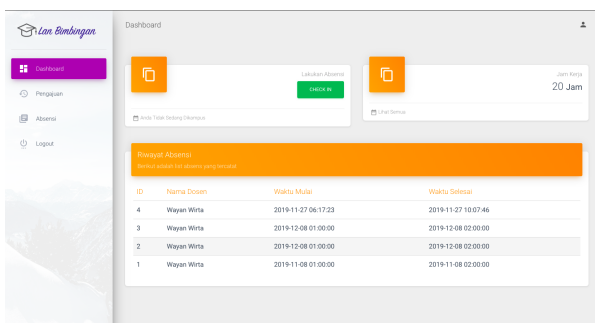 Lan Bimbingan
Dashboard
Pengajuan
Absensi
Logout
Dashboard
Lakukan Absensi
CHECK IN
Anda Tidak Sedang Dikampus
Jam Kerja
20 Jam
Lihat Semua
Riwayat Absensi
Berikut adalah list absensi yang tercatat
ID Nama Dosen Waktu Mulai Waktu Selesai
4 Wayan Wirta 2019-11-27 06:17:23 2019-11-27 10:07:46
3 Wayan Wirta 2019-12-08 01:00:00 2019-12-08 02:00:00
2 Wayan Wirta 2019-12-08 01:00:00 2019-12-08 02:00:00
1 Wayan Wirta 2019-11-08 01:00:00 2019-11-08 02:00:00